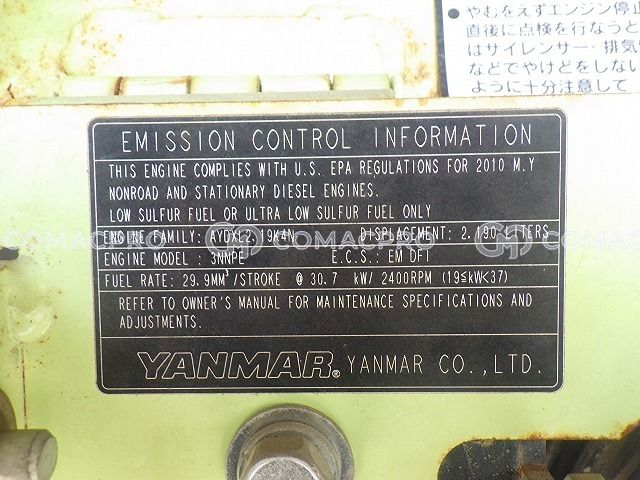 ●やむをえずエンジン停止
直後に点検を行なうと
はサイレンサー・排気
などでやけどをしない
ように十分注意して
EMISSION CONTROL INFORMATION
THIS ENGINE COMPLIES WITH U.S. EPA REGULATIONS FOR 2010 M.Y
NONROAD AND STATIONARY DIESEL ENGINES.
LOW SULFUR FUEL OR ULTRA LOW SULFUR FUEL ONLY
ENGINE FAMILY: AYDXL2.19K4N DISPLACEMENT: 2.190 LITERS
ENGINE MODEL : 3NNPE E.C.S.: EM DFI
FUEL RATE: 29.9MM³/STROKE @ 30.7 kW/ 2400RPM (19≦kW<37)
REFER TO OWNER'S MANUAL FOR MAINTENANCE SPECIFICATIONS AND
ADJUSTMENTS.
YANMAR® YANMAR CO.,LTD.
COMACPRO COMACPRO